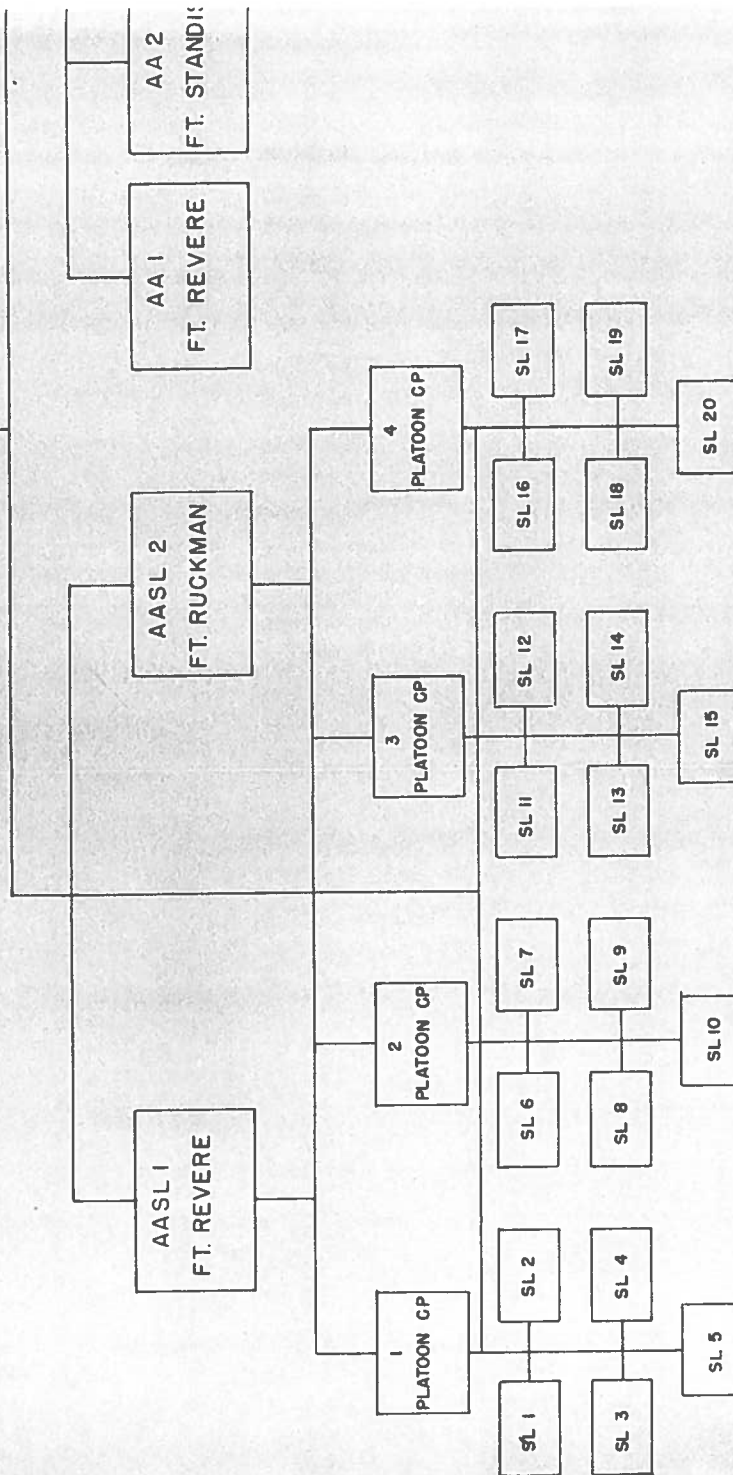 AASL 1
FT. REVERE
AASL 2
FT. RUCKMAN
AA 1
FT. REVERE
AA 2
FT. STANDIS
1
PLATOON CP
2
PLATOON CP
3
PLATOON CP
4
PLATOON CP
SL 1
SL 2
SL 3
SL 4
SL 5
SL 6
SL 7
SL 8
SL 9
SL 10
SL 11
SL 12
SL 13
SL 14
SL 15
SL 16
SL 17
SL 18
SL 19
SL 20